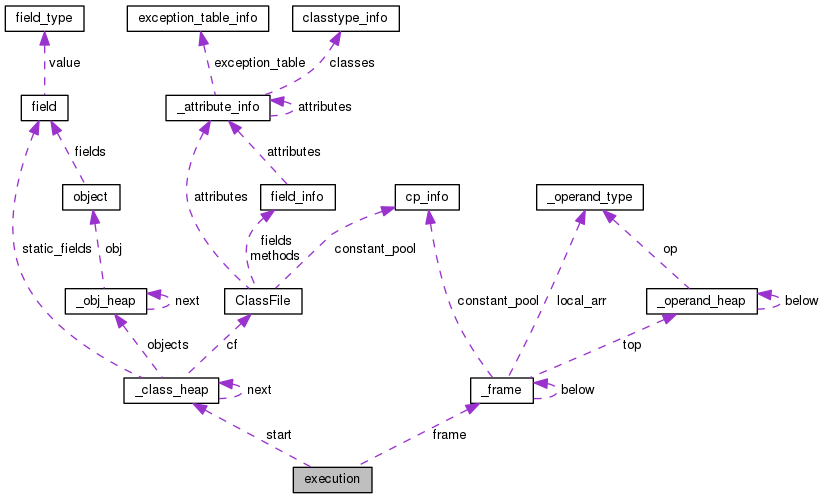 field_type
exception_table_info
classtype_info
value
exception_table
classes
field
_attribute_info
attributes
fields
attributes
object
attributes
field_info
cp_info
_operand_type
static_fields
obj
fields
methods
constant_pool
op
_obj_heap
next
ClassFile
constant_pool
local_arr
_operand_heap
below
objects
cf
top
_class_heap
next
_frame
below
start
frame
execution